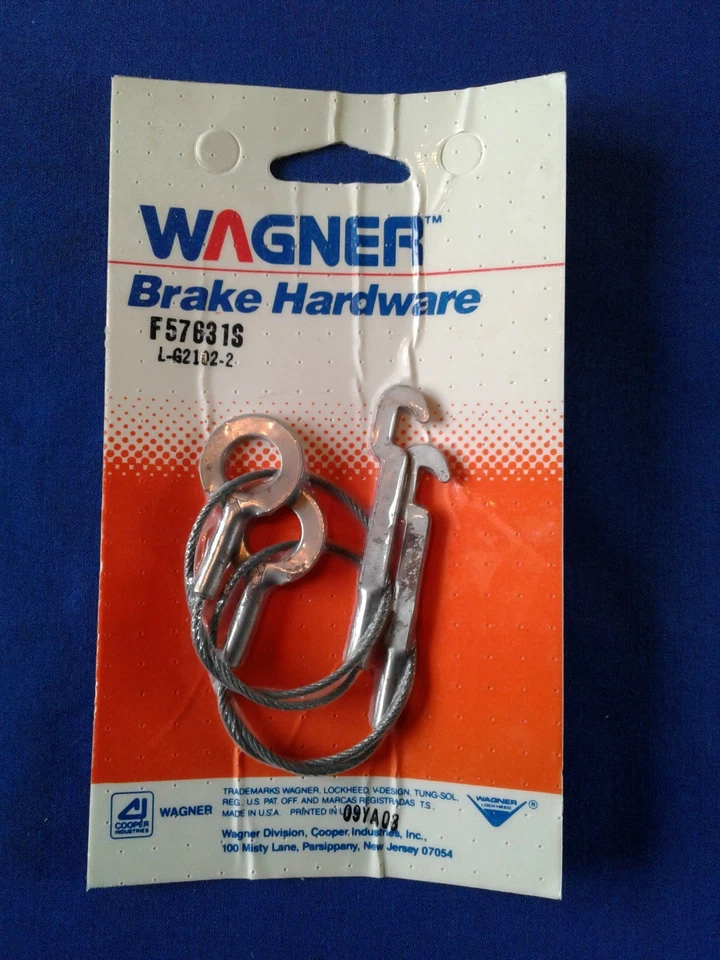 WAGNER™
Brake Hardware
F57631S
L-G2102-2
TRADEMARKS WAGNER, LOCKHEED, V-DESIGN, TUNG-SOL,
REG., U.S. PAT. OFF. AND MARCAS REGISTRADAS T.S.,
MADE IN U.S.A. PRINTED IN U
09YA03
COOPER
INDUSTRIES
WAGNER
Wagner Division, Cooper Industries, Inc.,
100 Misty Lane, Parsippany, New Jersey 07054
WAGNER
LOCKHEED
®